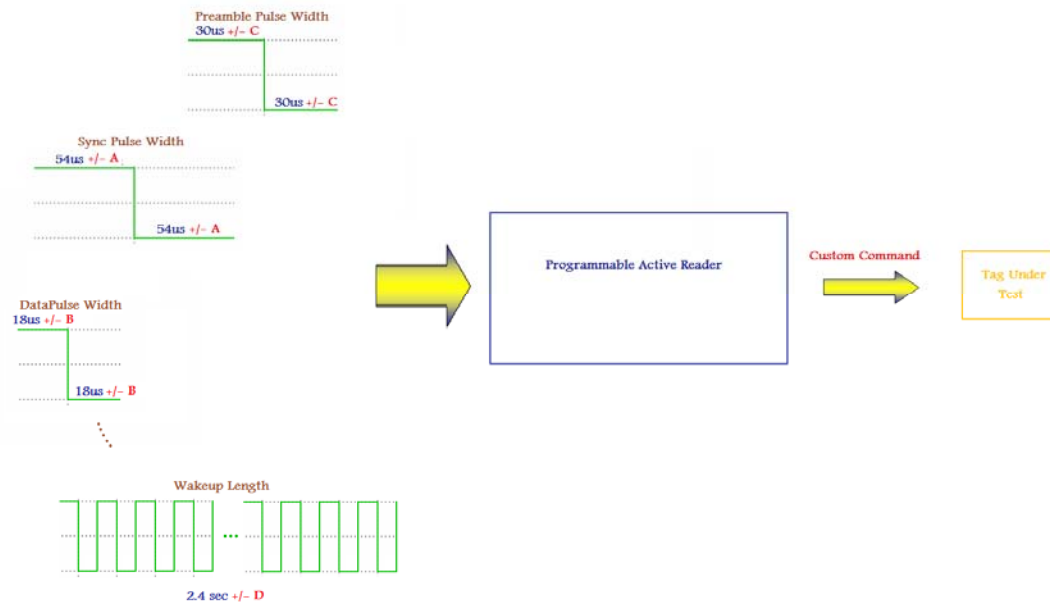 Preamble Pulse Width
30us +/- C
30us +/- C
Sync Pulse Width
54us +/- A
54us +/- A
Programmable Active Reader
Custom Command
Tag Under
Test
DataPulse Width
18us +/- B
18us +/- B
Wakeup Length
...
2.4 sec +/- D